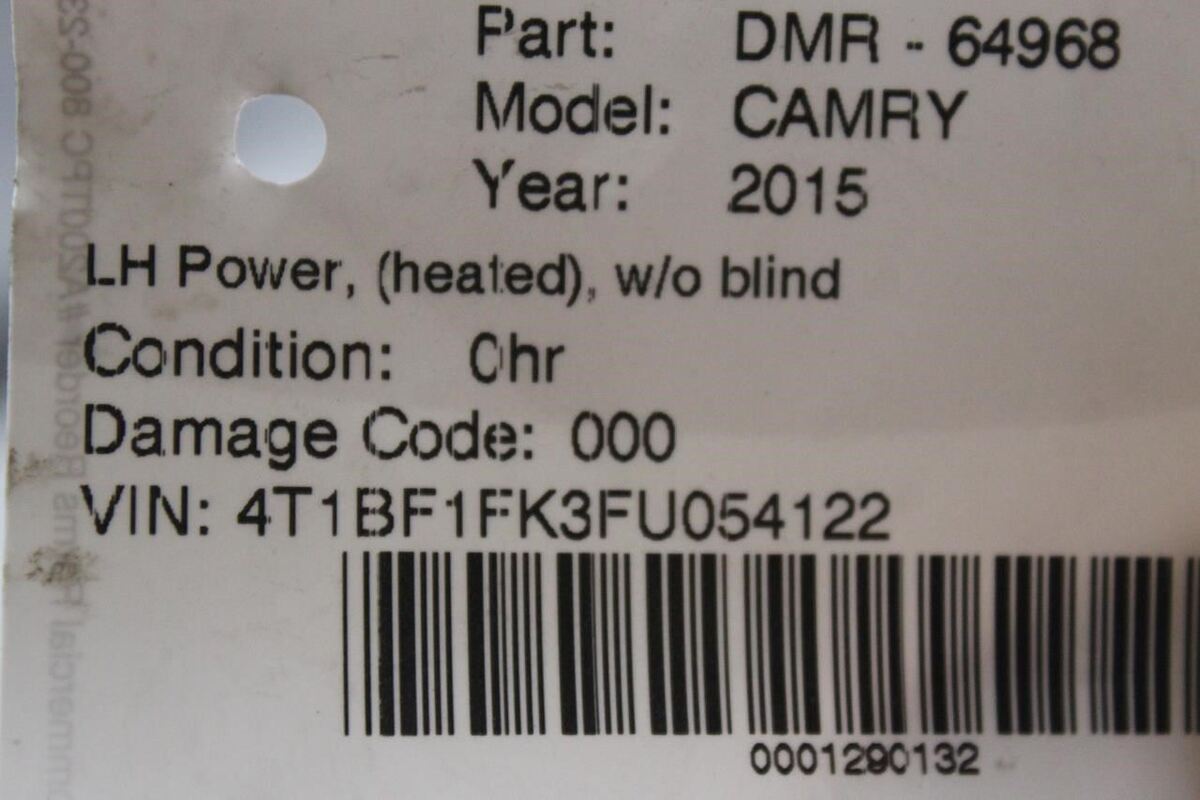 Part: DMR - 64968
Model: CAMRY
Year: 2015
LH Power, (heated), w/o blind
Condition: 0hr
Damage Code: 000
VIN: 4T1BF1FK3FU054122
0001290132